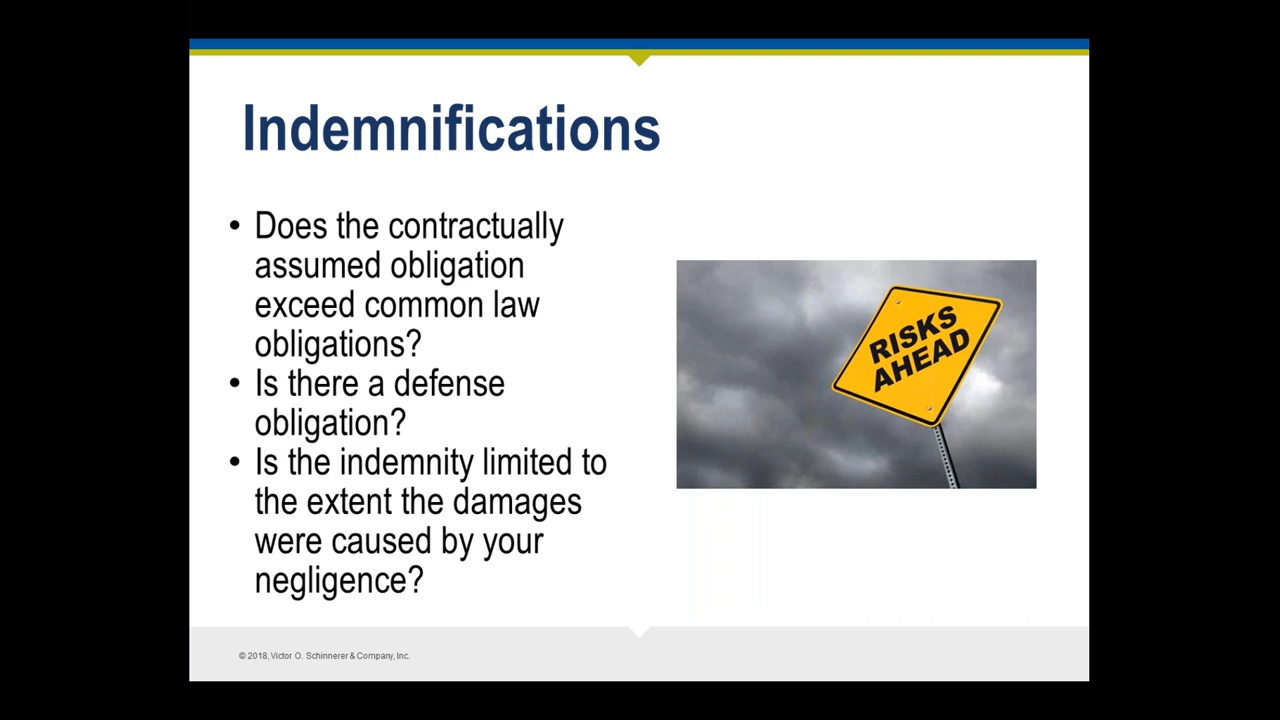 Indemnifications
• Does the contractually
assumed obligation
exceed common law
obligations?
• Is there a defense
obligation?
• Is the indemnity limited to
the extent the damages
were caused by your
negligence?
RISKS
AHEAD
© 2018, Victor O. Schinnerer & Company, Inc.